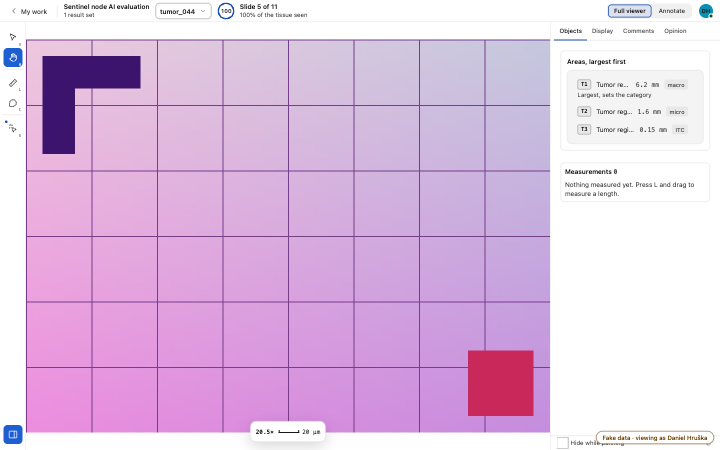 My work
Sentinel node AI evaluation
1 result set
tumor_044
100
Slide 5 of 11
100% of the tissue seen
Full viewer
Annotate
DH
Objects
Display
Comments
Opinion
Areas, largest first
T1 Tumor re... 6.2 mm macro
Largest, sets the category
T2 Tumor reg... 1.6 mm micro
T3 Tumor regi... 0.15 mm ITC
Measurements 0
Nothing measured yet. Press L and drag to
measure a length.
20.5× 20 µm
Hide while
Fake data · viewing as Daniel Hruška